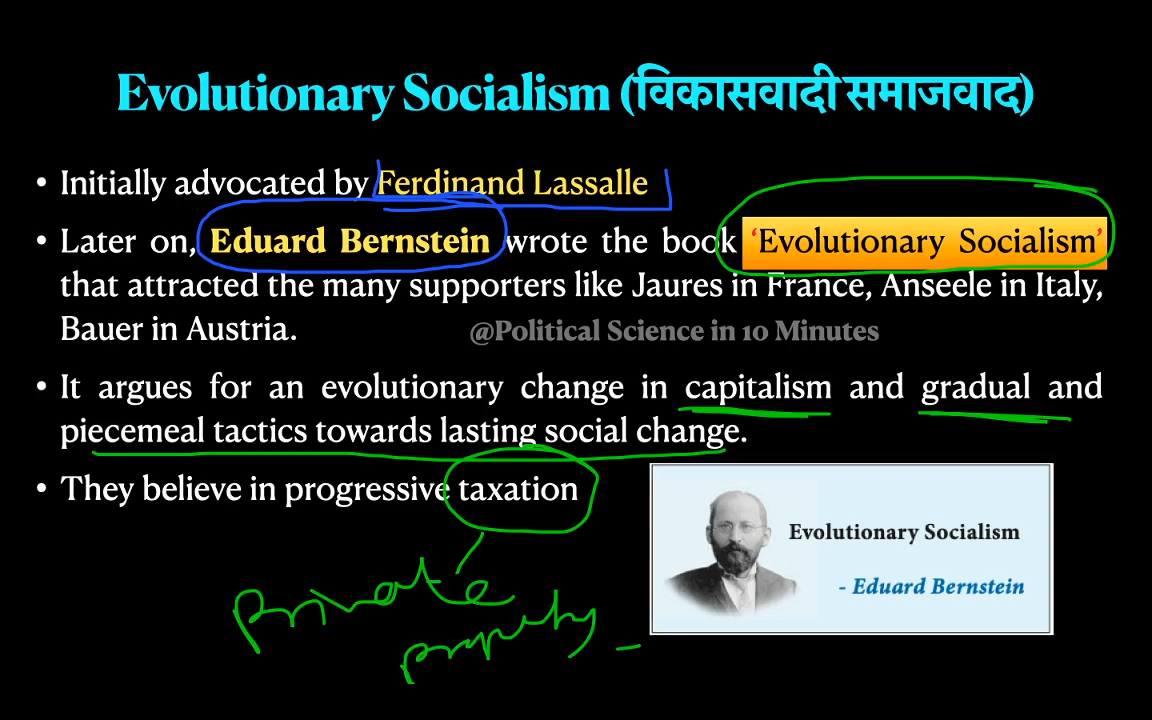 Evolutionary Socialism (विकासवादी समाजवाद)
• Initially advocated by Ferdinand Lassalle
• Later on, Eduard Bernstein wrote the book ‘Evolutionary Socialism’
that attracted the many supporters like Jaures in France, Anseele in Italy,
Bauer in Austria.
@Political Science in 10 Minutes
• It argues for an evolutionary change in capitalism and gradual and
piecemeal tactics towards lasting social change.
• They believe in progressive taxation
Evolutionary Socialism
- Eduard Bernstein
Private
property